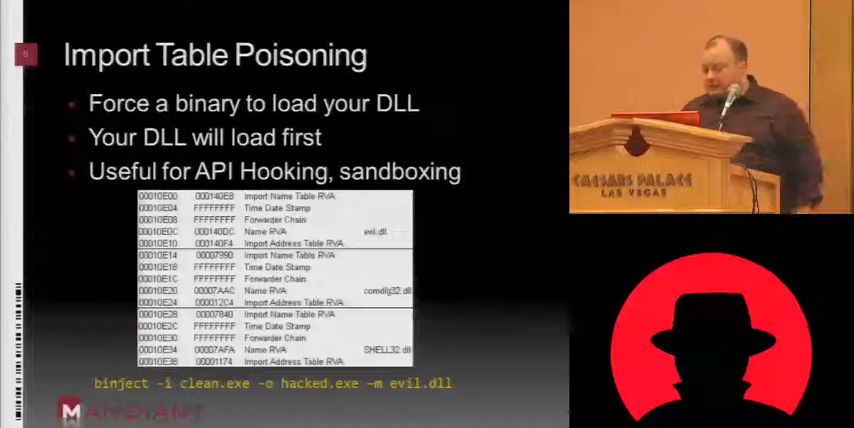 6
Import Table Poisoning
Force a binary to load your DLL
Your DLL will load first
Useful for API Hooking, sandboxing
00010E00 000140E8 Import Name Table RVA
00010E04 FFFFFFFF Time Date Stamp
00010E08 FFFFFFFF Forwarder Chain
00010E0C 000140DC Name RVA evil.dll
00010E10 000140F4 Import Address Table RVA
00010E14 00007990 Import Name Table RVA
00010E18 FFFFFFFF Time Date Stamp
00010E1C FFFFFFFF Forwarder Chain
00010E20 00007AAC Name RVA comdlg32.dll
00010E24 000012C4 Import Address Table RVA
00010E28 00007840 Import Name Table RVA
00010E2C FFFFFFFF Time Date Stamp
00010E30 FFFFFFFF Forwarder Chain
00010E34 00007AFA Name RVA SHELL32.dll
00010E38 00001174 Import Address Table RVA
binject -i clean.exe -o hacked.exe –m evil.dll
MANDIANT
CAESARS PALACE
LAS VEGAS